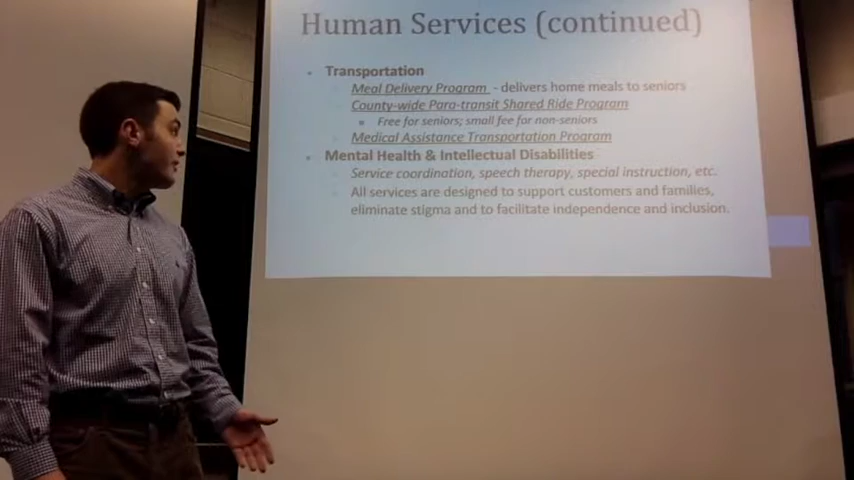 Human Services (continued)
Transportation
Meal Delivery Program - delivers home meals to seniors
County-wide Para-transit Shared Ride Program
Free for seniors; small fee for non-seniors
Medical Assistance Transportation Program
Mental Health & Intellectual Disabilities
Service coordination, speech therapy, special instruction, etc.
All services are designed to support customers and families,
eliminate stigma and to facilitate independence and inclusion.